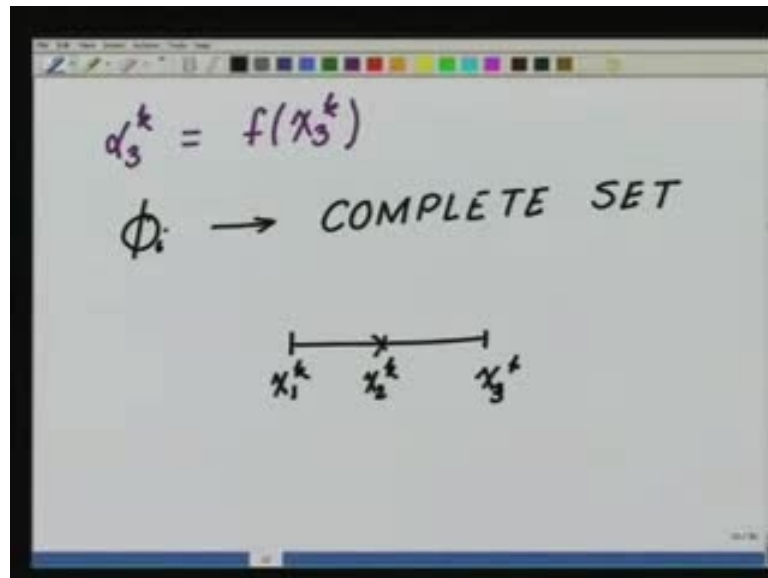 α₃ᵏ = f(x₃ᵏ)
ϕᵢ → COMPLETE SET
x₁ᵏ x₂ᵏ x₃ᵏ